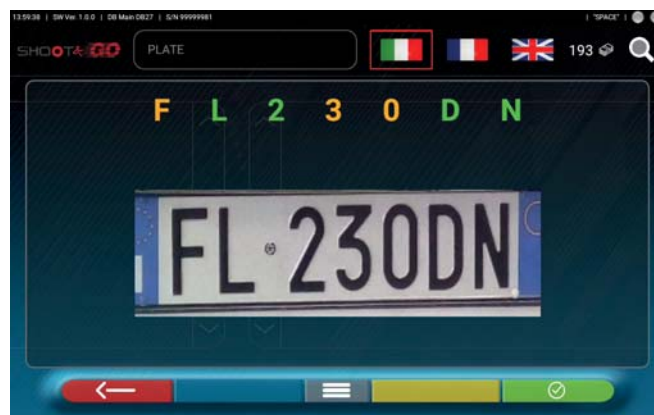 13:59:38 | SW Ver. 1.0.0 | DB Main DB27 | S/N 99999981
| "SPACE" |
SHOOT& GO
PLATE
193
F L 2 3 0 D N
FL 230DN